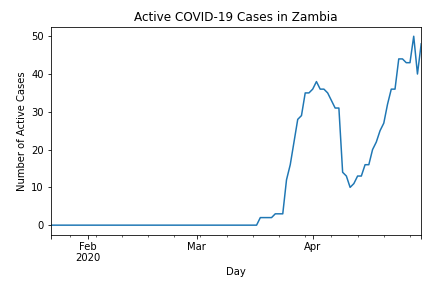 Active COVID-19 Cases in Zambia
Number of Active Cases
50
40
30
20
10
0
Feb
2020
Mar
Apr
Day